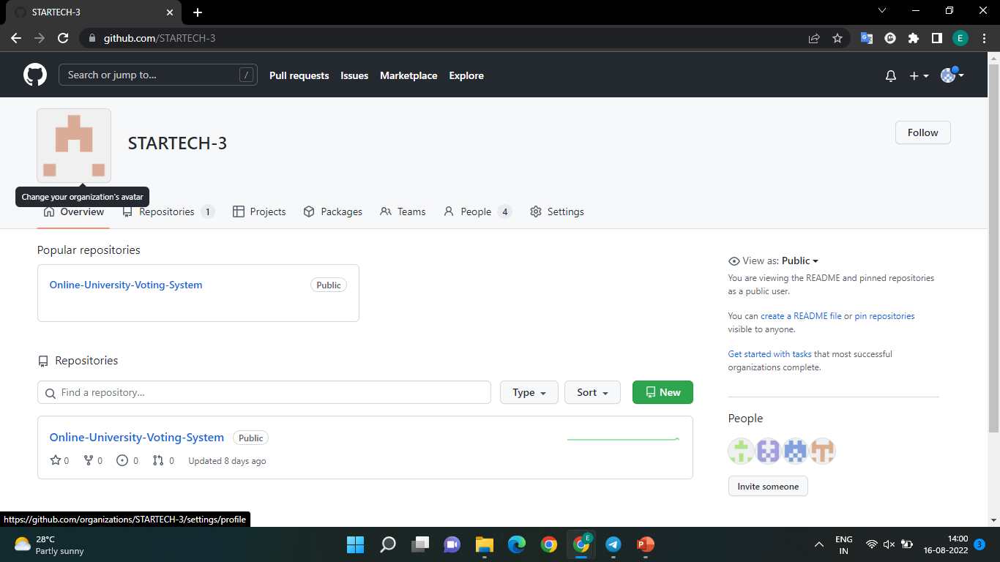 STARTECH-3
github.com/STARTECH-3
E
Search or jump to... /
Pull requests Issues Marketplace Explore
STARTECH-3
Follow
Change your organization's avatar
Overview Repositories 1 Projects Packages Teams People 4 Settings
Popular repositories
Online-University-Voting-System Public
View as: Public
You are viewing the README and pinned repositories
as a public user.
You can create a README file or pin repositories
visible to anyone.
Get started with tasks that most successful
organizations complete.
Repositories
Find a repository... Type Sort New
Online-University-Voting-System Public
0 0 0 0 Updated 8 days ago
People
Invite someone
https://github.com/organizations/STARTECH-3/settings/profile
28°C
Partly sunny
E
ENG
IN
14:00
16-08-2022
3